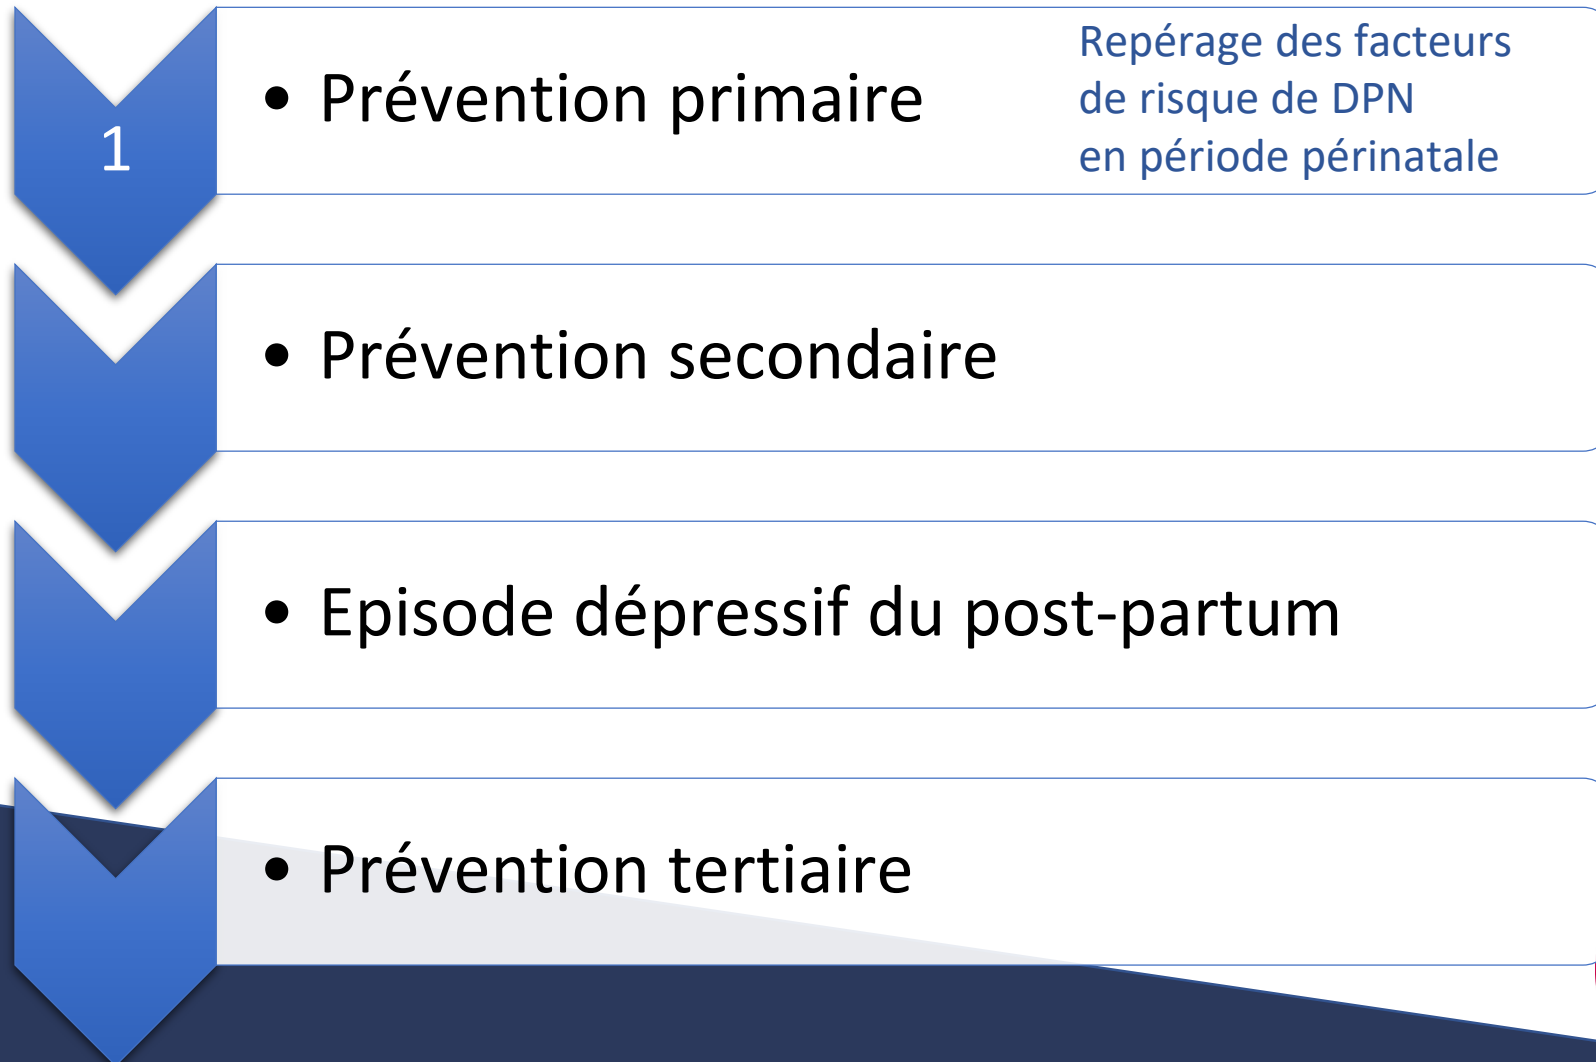 1
• Prévention primaire
Repérage des facteurs
de risque de DPN
en période périnatale
• Prévention secondaire
• Episode dépressif du post-partum
• Prévention tertiaire